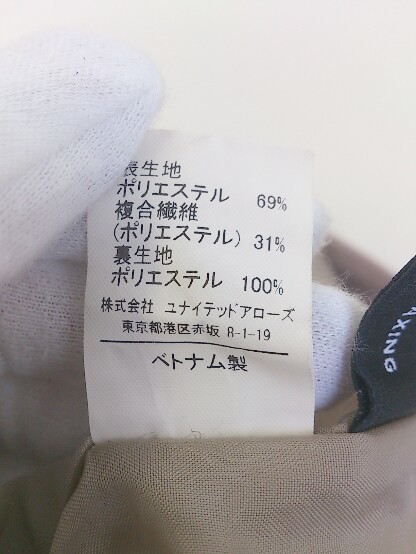 表生地
ポリエステル 69%
複合繊維
(ポリエステル) 31%
裏生地
ポリエステル 100%
株式会社 ユナイテッドアローズ
東京都港区赤坂 8-1-19
ベトナム製
AXING